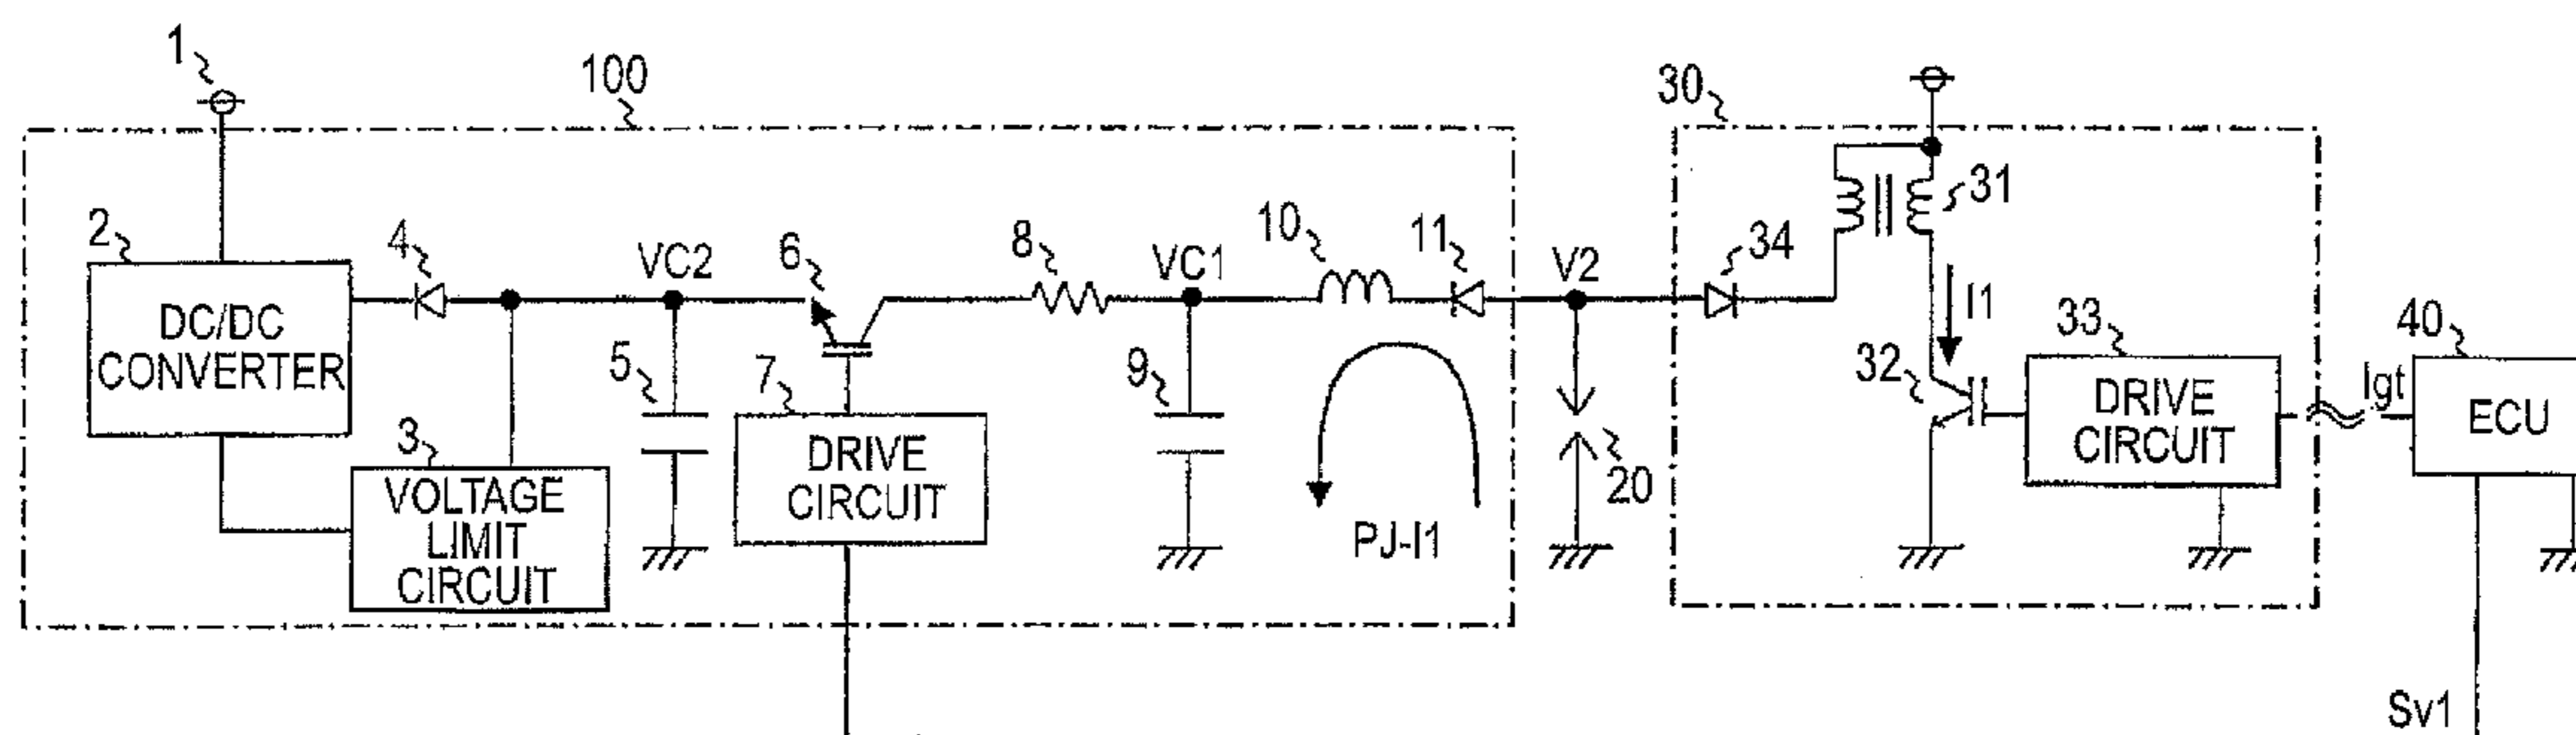 1
100
30
2
4
VC2
6
8
VC1
10
11
V2
34
31
I1
DC/DC
CONVERTER
5
7
9
32
33
40
Igt
3
VOLTAGE
LIMIT
CIRCUIT
DRIVE
CIRCUIT
PJ-I1
20
DRIVE
CIRCUIT
ECU
Sv1